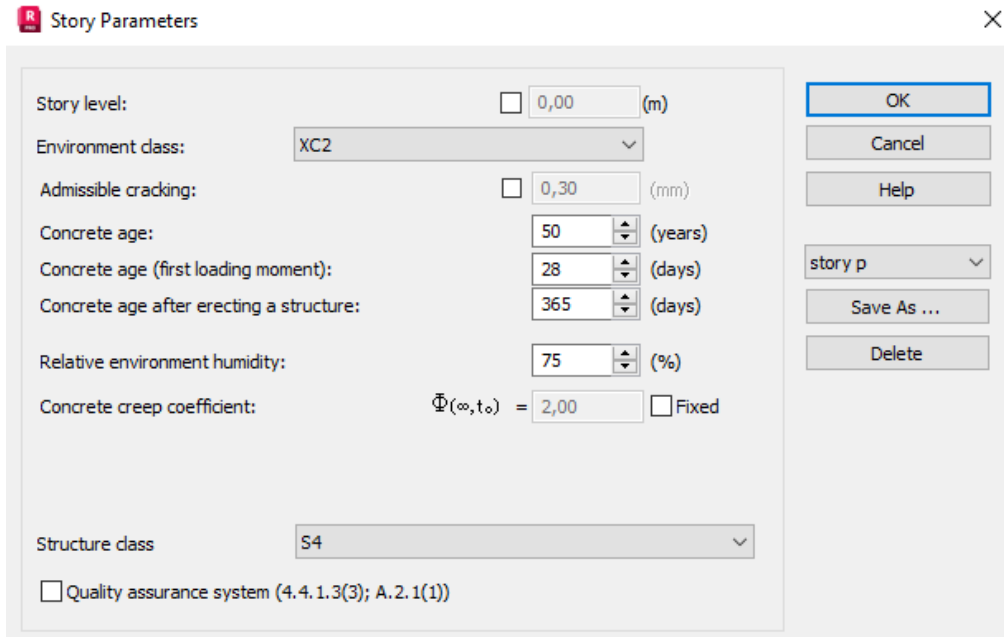 R
PRO
Story Parameters
Story level: 0,00 (m)
Environment class: XC2
Admissible cracking: 0,30 (mm)
Concrete age: 50 (years)
Concrete age (first loading moment): 28 (days)
Concrete age after erecting a structure: 365 (days)
Relative environment humidity: 75 (%)
Concrete creep coefficient: Φ(∞,t₀) = 2,00 Fixed
Structure class S4
Quality assurance system (4.4.1.3(3); A.2.1(1))
OK
Cancel
Help
story p
Save As ...
Delete